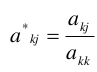 a*kj = akj / akk